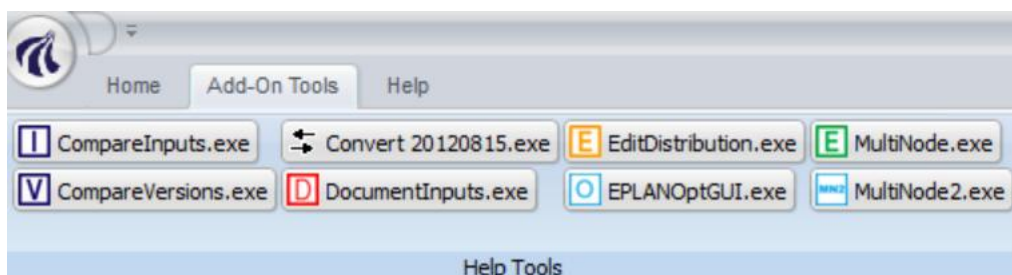 Home Add-On Tools Help
I CompareInputs.exe Convert 20120815.exe E EditDistribution.exe E MultiNode.exe
V CompareVersions.exe D DocumentInputs.exe O EPLANOptGUI.exe MN2 MultiNode2.exe
Help Tools